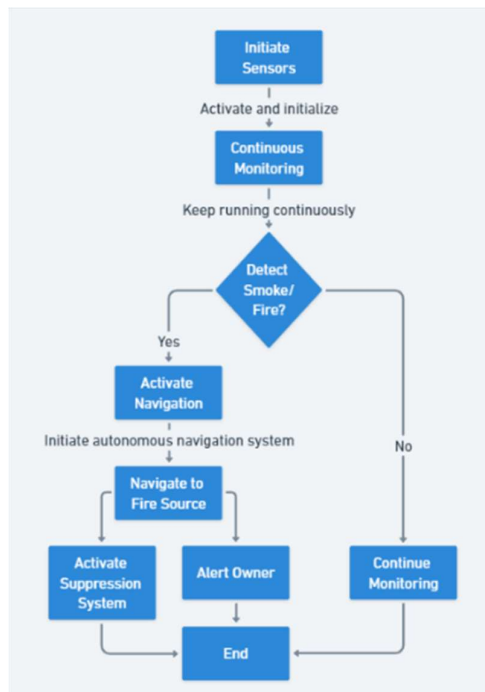 Initiate
Sensors
Activate and initialize
Continuous
Monitoring
Keep running continuously
Detect
Smoke/
Fire?
Yes
Activate
Navigation
Initiate autonomous navigation system
No
Navigate to
Fire Source
Activate
Suppression
System
Alert Owner
Continue
Monitoring
End